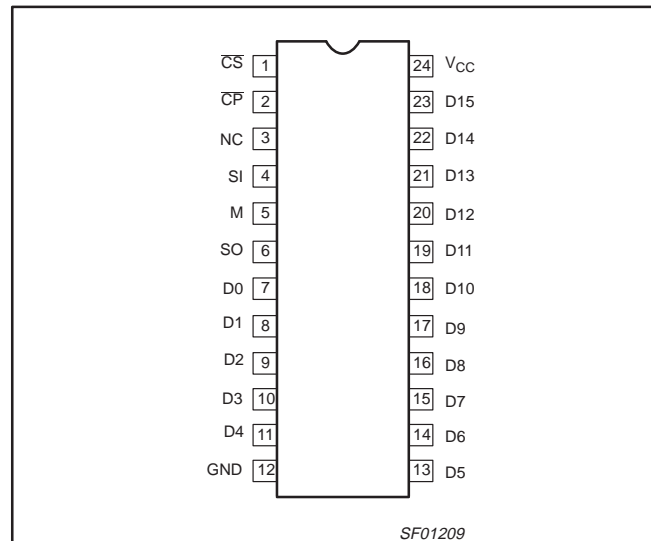 C̅S̅ 1 24 VCC
C̅P̅ 2 23 D15
NC 3 22 D14
SI 4 21 D13
M 5 20 D12
SO 6 19 D11
D0 7 18 D10
D1 8 17 D9
D2 9 16 D8
D3 10 15 D7
D4 11 14 D6
GND 12 13 D5
SF01209